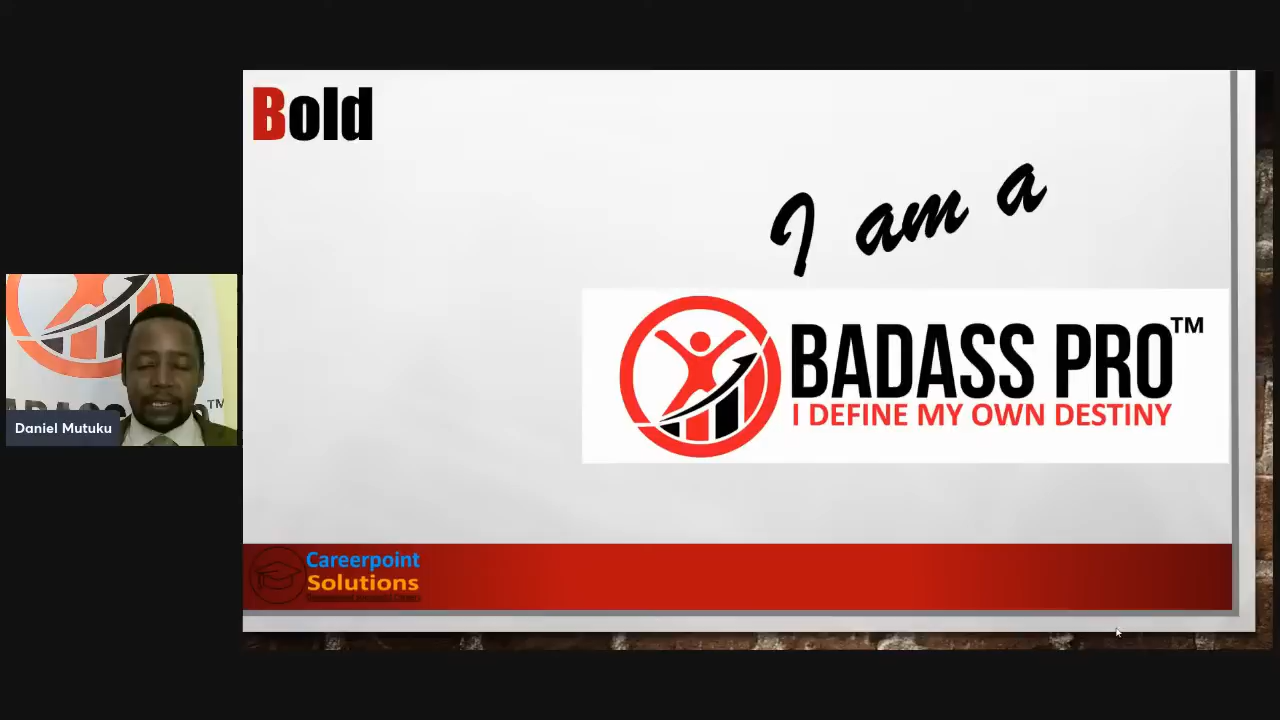 Bold
I am a
BADASS PRO™
I DEFINE MY OWN DESTINY
Daniel Mutuku
Careerpoint
Solutions